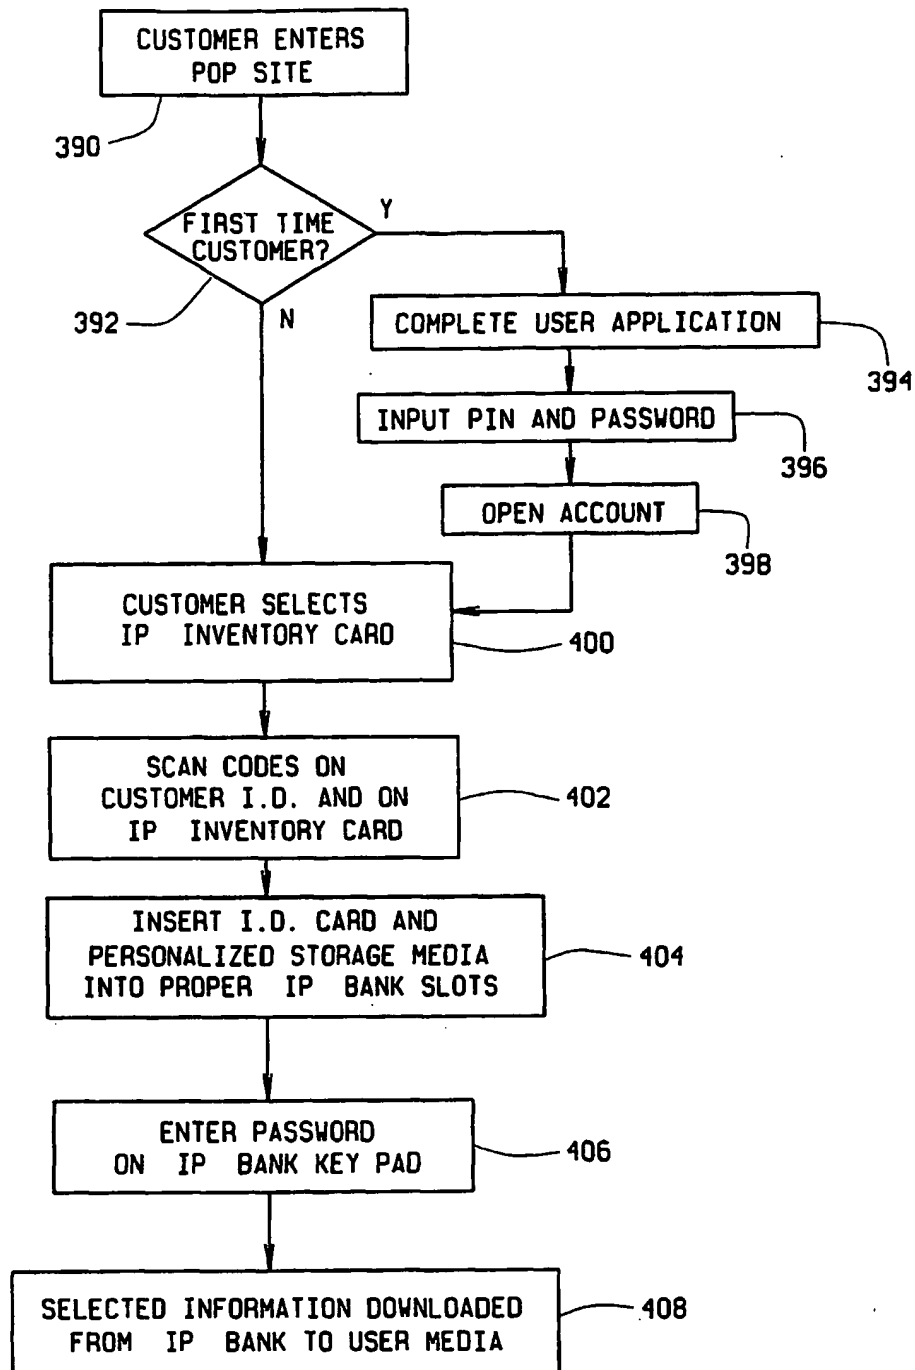 CUSTOMER ENTERS
POP SITE
390
FIRST TIME
CUSTOMER?
Y
392
N
COMPLETE USER APPLICATION
394
INPUT PIN AND PASSWORD
396
OPEN ACCOUNT
398
CUSTOMER SELECTS
IP INVENTORY CARD
400
SCAN CODES ON
CUSTOMER I.D. AND ON
IP INVENTORY CARD
402
INSERT I.D. CARD AND
PERSONALIZED STORAGE MEDIA
INTO PROPER IP BANK SLOTS
404
ENTER PASSWORD
ON IP BANK KEY PAD
406
SELECTED INFORMATION DOWNLOADED
FROM IP BANK TO USER MEDIA
408